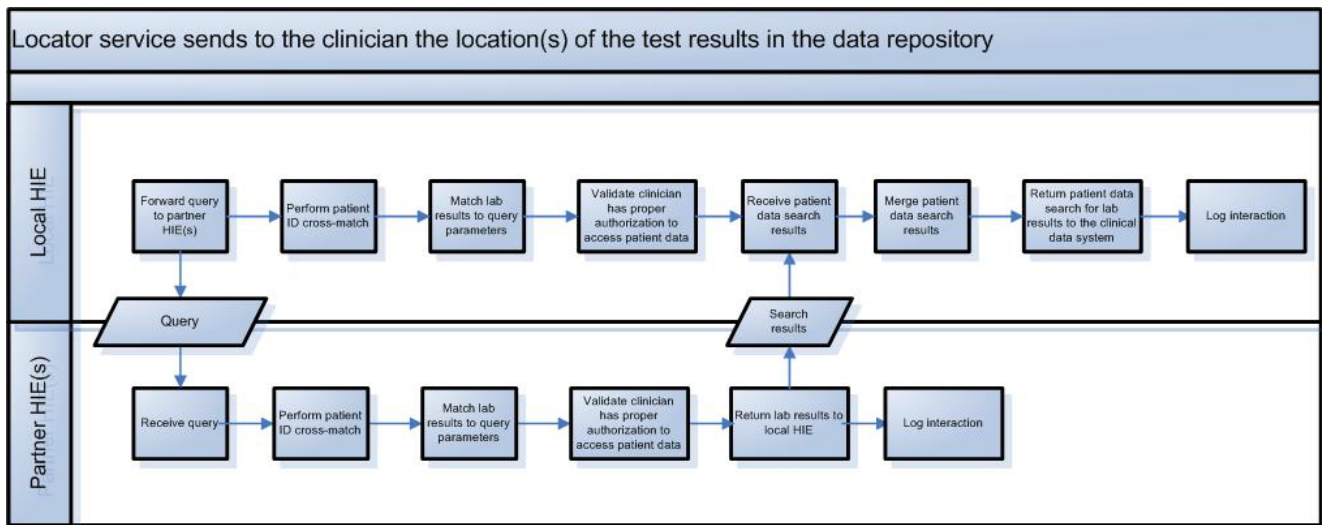 Locator service sends to the clinician the location(s) of the test results in the data repository
Local HIE
Forward query
to partner
HIE(s)
Perform patient
ID cross-match
Match lab
results to query
parameters
Validate clinician
has proper
authorization to
access patient data
Receive patient
data search
results
Merge patient
data search
results
Return patient data
search for lab
results to the clinical
data system
Log interaction
Query
Search
results
Partner HIE(s)
Receive query
Perform patient
ID cross-match
Match lab
results to query
parameters
Validate clinician
has proper
authorization to
access patient data
Return lab results to
local HIE
Log interaction